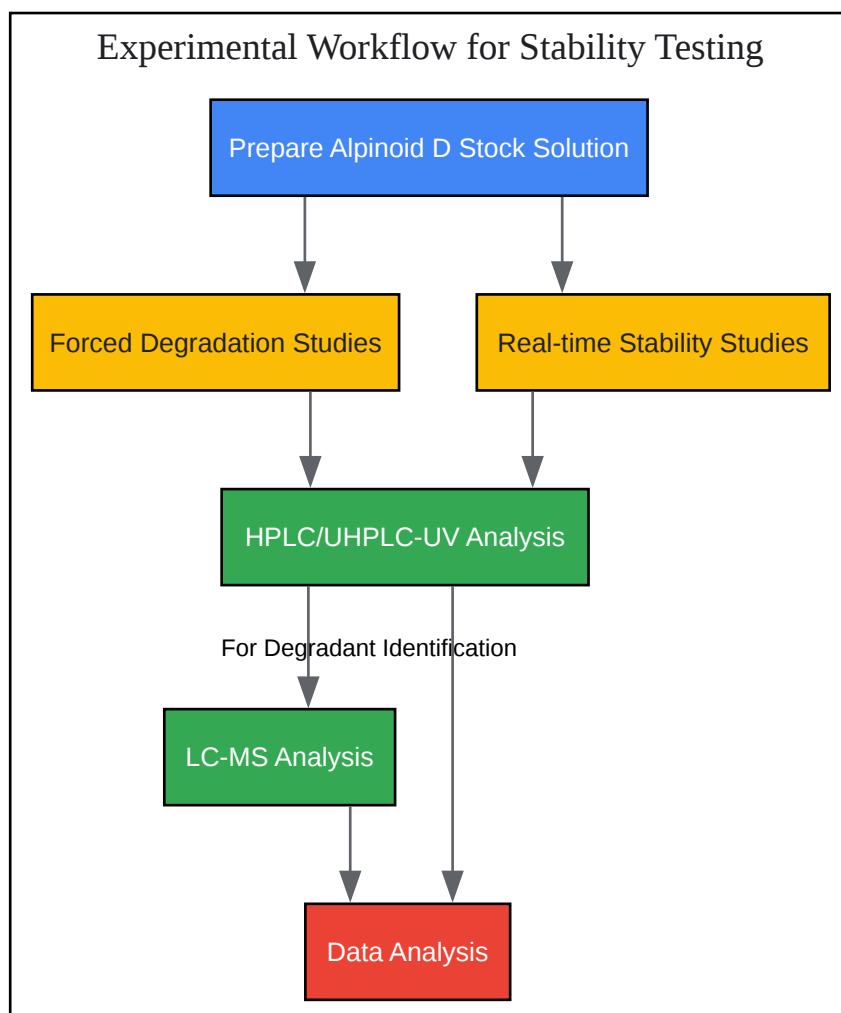 Experimental Workflow for Stability Testing
Prepare Alpinoid D Stock Solution
Forced Degradation Studies
Real-time Stability Studies
HPLC/UHPLC-UV Analysis
For Degradant Identification
LC-MS Analysis
Data Analysis